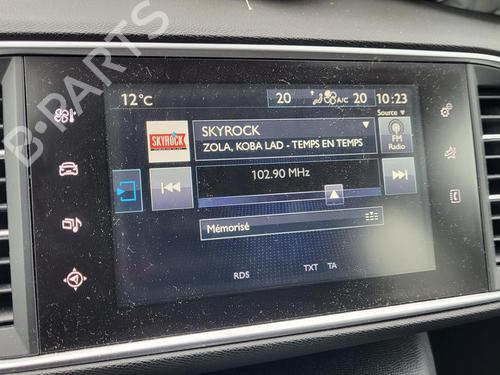 B-PARTS
12°C
20 A/C 20 10:23
Source
SKYROCK SKYROCK
ZOLA, KOBA LAD - TEMPS EN TEMPS
FM
Radio
102.90 MHz
Mémorisé
RDS TXT TA